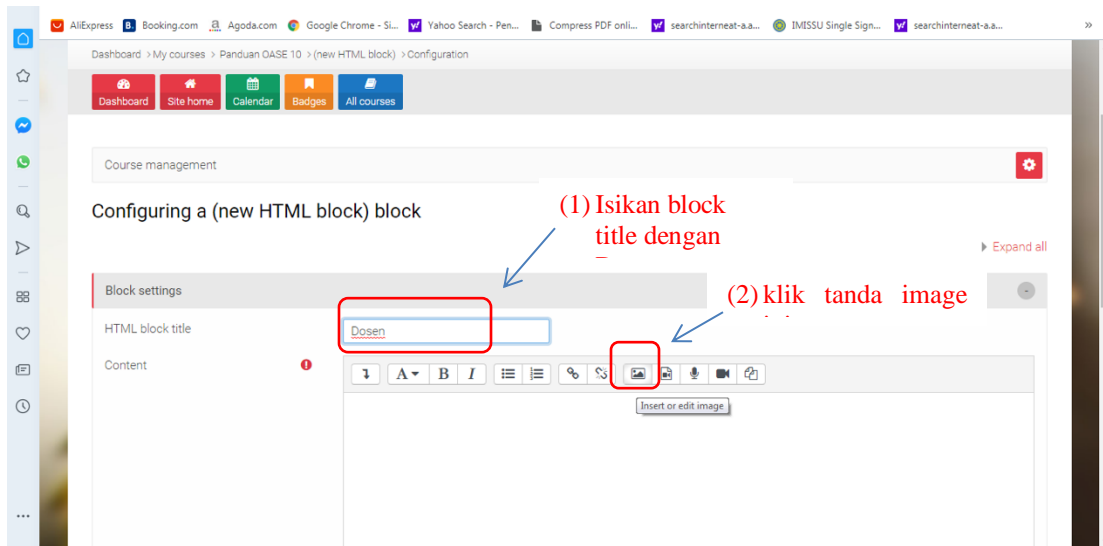 AliExpress B. Booking.com a Agoda.com Google Chrome - Si... Yahoo Search - Pen... Compress PDF onli... searchinterneat-a.a... IMISSU Single Sign... searchinterneat-a.a... »
Dashboard > My courses > Panduan OASE 10 > (new HTML block) > Configuration
Dashboard Site home Calendar Badges All courses
Course management
Configuring a (new HTML block) block
(1) Isikan block
title dengan
Expand all
Block settings
(2) klik tanda image
HTML block title
Dosen
Content
A B I
Insert or edit image